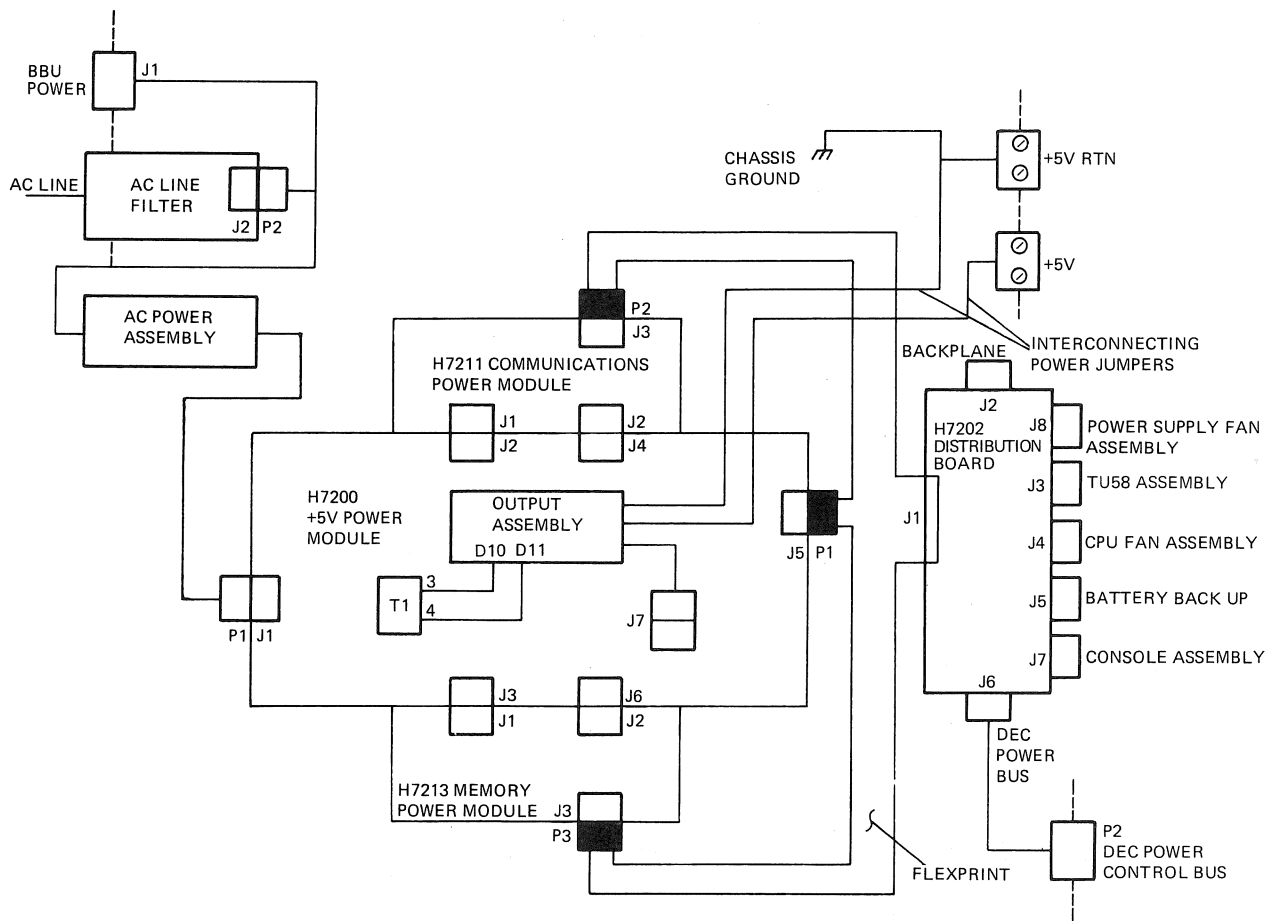 BBU
POWER
J1
AC LINE
AC LINE
FILTER
J2 P2
AC POWER
ASSEMBLY
CHASSIS
GROUND
+5V RTN
+5V
INTERCONNECTING
POWER JUMPERS
P2
J3
H7211 COMMUNICATIONS
POWER MODULE
J1
J2
J2
J4
H7200
+5V POWER
MODULE
OUTPUT
ASSEMBLY
D10 D11
T1
3
4
J7
J5 P1
P1 J1
J3
J1
J6
J2
H7213 MEMORY
POWER MODULE
J3
P3
BACKPLANE
J2
H7202
DISTRIBUTION
BOARD
J1
J8
POWER SUPPLY FAN
ASSEMBLY
J3
TU58 ASSEMBLY
J4
CPU FAN ASSEMBLY
J5
BATTERY BACK UP
J7
CONSOLE ASSEMBLY
J6
DEC
POWER
BUS
FLEXPRINT
P2
DEC POWER
CONTROL BUS